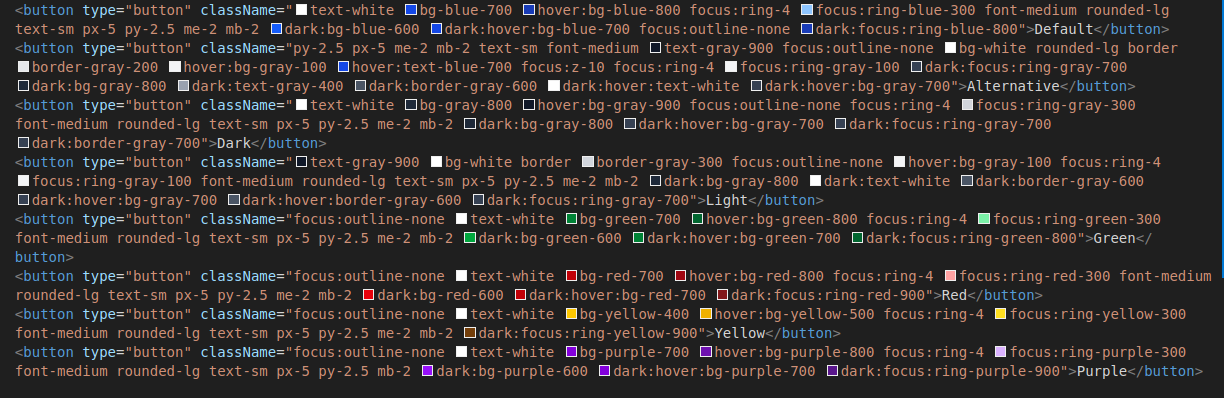 <button type="button" className="text-white bg-blue-700 hover:bg-blue-800 focus:ring-4 focus:ring-blue-300 font-medium rounded-lg
text-sm px-5 py-2.5 me-2 mb-2 dark:bg-blue-600 dark:hover:bg-blue-700 focus:outline-none dark:focus:ring-blue-800">Default</button>
<button type="button" className="py-2.5 px-5 me-2 mb-2 text-sm font-medium text-gray-900 focus:outline-none bg-white rounded-lg border
border-gray-200 hover:bg-gray-100 hover:text-blue-700 focus:z-10 focus:ring-4 focus:ring-gray-100 dark:focus:ring-gray-700
dark:bg-gray-800 dark:text-gray-400 dark:border-gray-600 dark:hover:text-white dark:hover:bg-gray-700">Alternative</button>
<button type="button" className="text-white bg-gray-800 hover:bg-gray-900 focus:outline-none focus:ring-4 focus:ring-gray-300
font-medium rounded-lg text-sm px-5 py-2.5 me-2 mb-2 dark:bg-gray-800 dark:hover:bg-gray-700 dark:focus:ring-gray-700
dark:border-gray-700">Dark</button>
<button type="button" className="text-gray-900 bg-white border border-gray-300 focus:outline-none hover:bg-gray-100 focus:ring-4
focus:ring-gray-100 font-medium rounded-lg text-sm px-5 py-2.5 me-2 mb-2 dark:bg-gray-800 dark:text-white dark:border-gray-600
dark:hover:bg-gray-700 dark:hover:border-gray-600 dark:focus:ring-gray-700">Light</button>
<button type="button" className="focus:outline-none text-white bg-green-700 hover:bg-green-800 focus:ring-4 focus:ring-green-300
font-medium rounded-lg text-sm px-5 py-2.5 me-2 mb-2 dark:bg-green-600 dark:hover:bg-green-700 dark:focus:ring-green-800">Green</
button>
<button type="button" className="focus:outline-none text-white bg-red-700 hover:bg-red-800 focus:ring-4 focus:ring-red-300 font-medium
rounded-lg text-sm px-5 py-2.5 me-2 mb-2 dark:bg-red-600 dark:hover:bg-red-700 dark:focus:ring-red-900">Red</button>
<button type="button" className="focus:outline-none text-white bg-yellow-400 hover:bg-yellow-500 focus:ring-4 focus:ring-yellow-300
font-medium rounded-lg text-sm px-5 py-2.5 me-2 mb-2 dark:focus:ring-yellow-900">Yellow</button>
<button type="button" className="focus:outline-none text-white bg-purple-700 hover:bg-purple-800 focus:ring-4 focus:ring-purple-300
font-medium rounded-lg text-sm px-5 py-2.5 mb-2 dark:bg-purple-600 dark:hover:bg-purple-700 dark:focus:ring-purple-900">Purple</button>